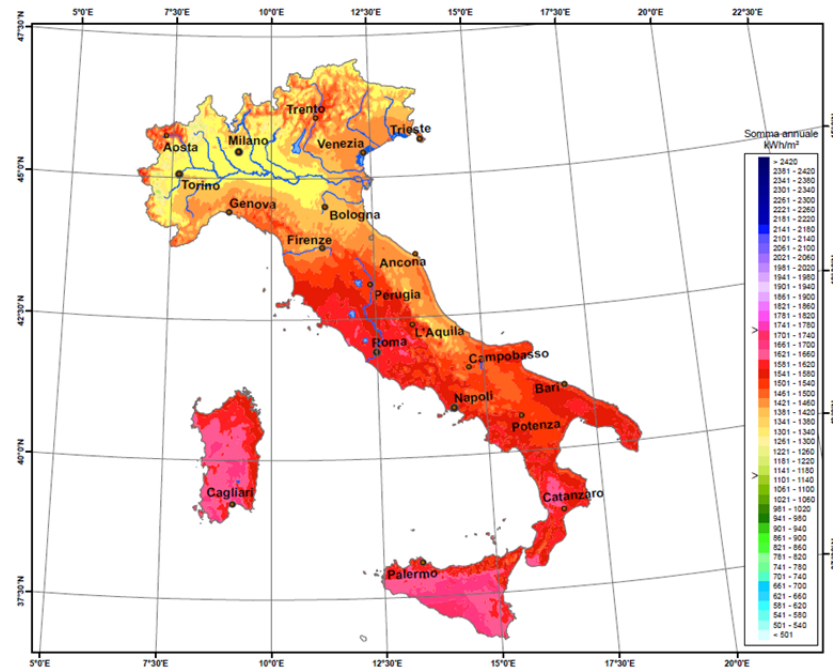 5°0'E 7°30'E 10°0'E 12°30'E 15°0'E 17°30'E 20°0'E 22°30'E
47°30'N
45°0'N
42°30'N
40°0'N
37°30'N
Trento
Aosta
Milano
Venezia
Trieste
Torino
Genova
Bologna
Firenze
Ancona
Perugia
L'Aquila
Roma
Campobasso
Bari
Napoli
Potenza
Cagliari
Catanzaro
Palermo
Somma annuale
kWh/m²
> 2420
2381 - 2420
2341 - 2380
2301 - 2340
2261 - 2300
2221 - 2260
2181 - 2220
2141 - 2180
2101 - 2140
2061 - 2100
2021 - 2060
1981 - 2020
1941 - 1980
1901 - 1940
1861 - 1900
1821 - 1860
1781 - 1820
1741 - 1780
1701 - 1740
1661 - 1700
1621 - 1660
1581 - 1620
1541 - 1580
1501 - 1540
1461 - 1500
1421 - 1460
1381 - 1420
1341 - 1380
1301 - 1340
1261 - 1300
1221 - 1260
1181 - 1220
1141 - 1180
1101 - 1140
1061 - 1100
1021 - 1060
981 - 1020
941 - 980
901 - 940
861 - 900
821 - 860
781 - 820
741 - 780
701 - 740
661 - 700
621 - 660
581 - 620
541 - 580
501 - 540
< 501
5°0'E 7°30'E 10°0'E 12°30'E 15°0'E 17°30'E 20°0'E